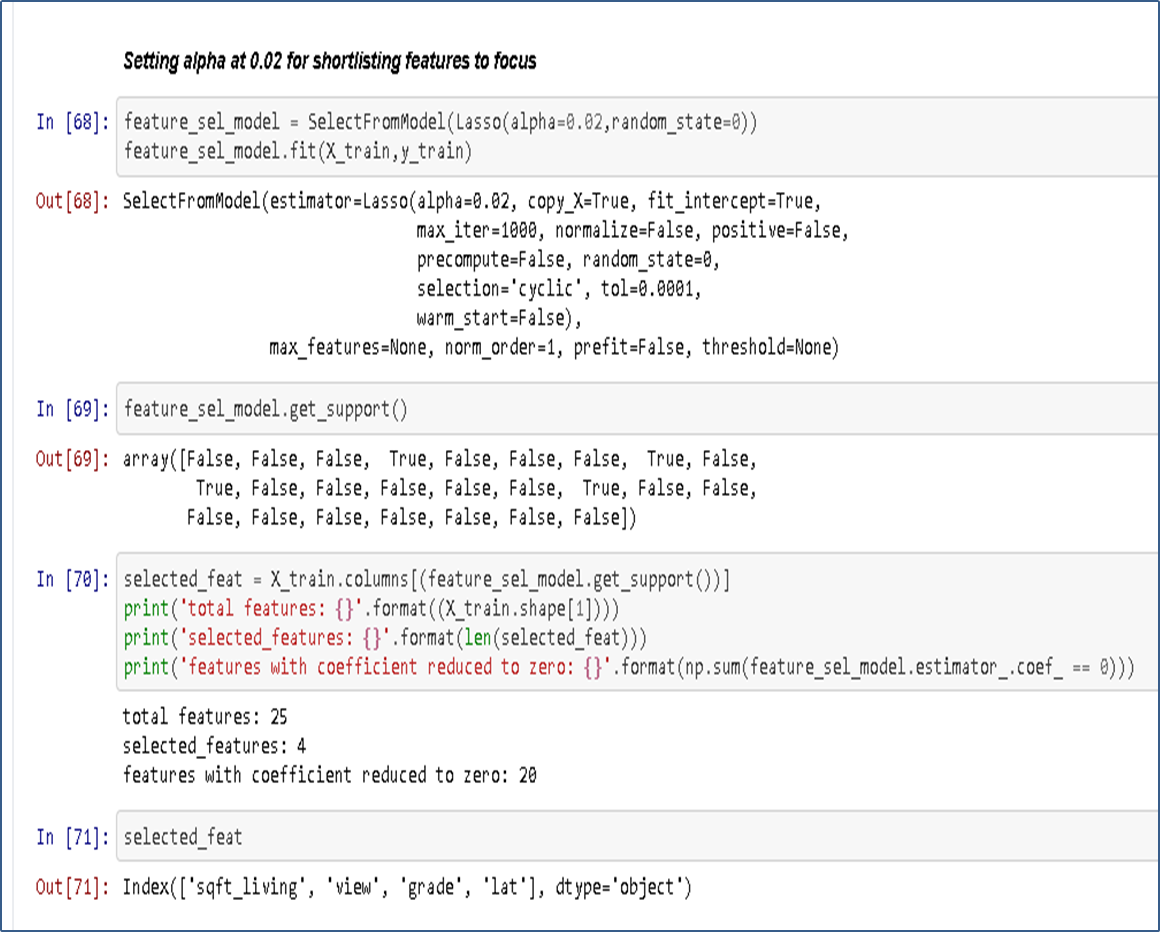 Setting alpha at 0.02 for shortlisting features to focus
In [68]: feature_sel_model = SelectFromModel(Lasso(alpha=0.02,random_state=0))
feature_sel_model.fit(X_train,y_train)
Out[68]: SelectFromModel(estimator=Lasso(alpha=0.02, copy_X=True, fit_intercept=True,
max_iter=1000, normalize=False, positive=False,
precompute=False, random_state=0,
selection='cyclic', tol=0.0001,
warm_start=False),
max_features=None, norm_order=1, prefit=False, threshold=None)
In [69]: feature_sel_model.get_support()
Out[69]: array([False, False, False,  True, False, False, False,  True, False,
True, False, False, False, False, False,  True, False, False,
False, False, False, False, False, False, False])
In [70]: selected_feat = X_train.columns[(feature_sel_model.get_support())]
print('total features: {}'.format((X_train.shape[1])))
print('selected_features: {}'.format(len(selected_feat)))
print('features with coefficient reduced to zero: {}'.format(np.sum(feature_sel_model.estimator_.coef_ == 0)))
total features: 25
selected_features: 4
features with coefficient reduced to zero: 20
In [71]: selected_feat
Out[71]: Index(['sqft_living', 'view', 'grade', 'lat'], dtype='object')